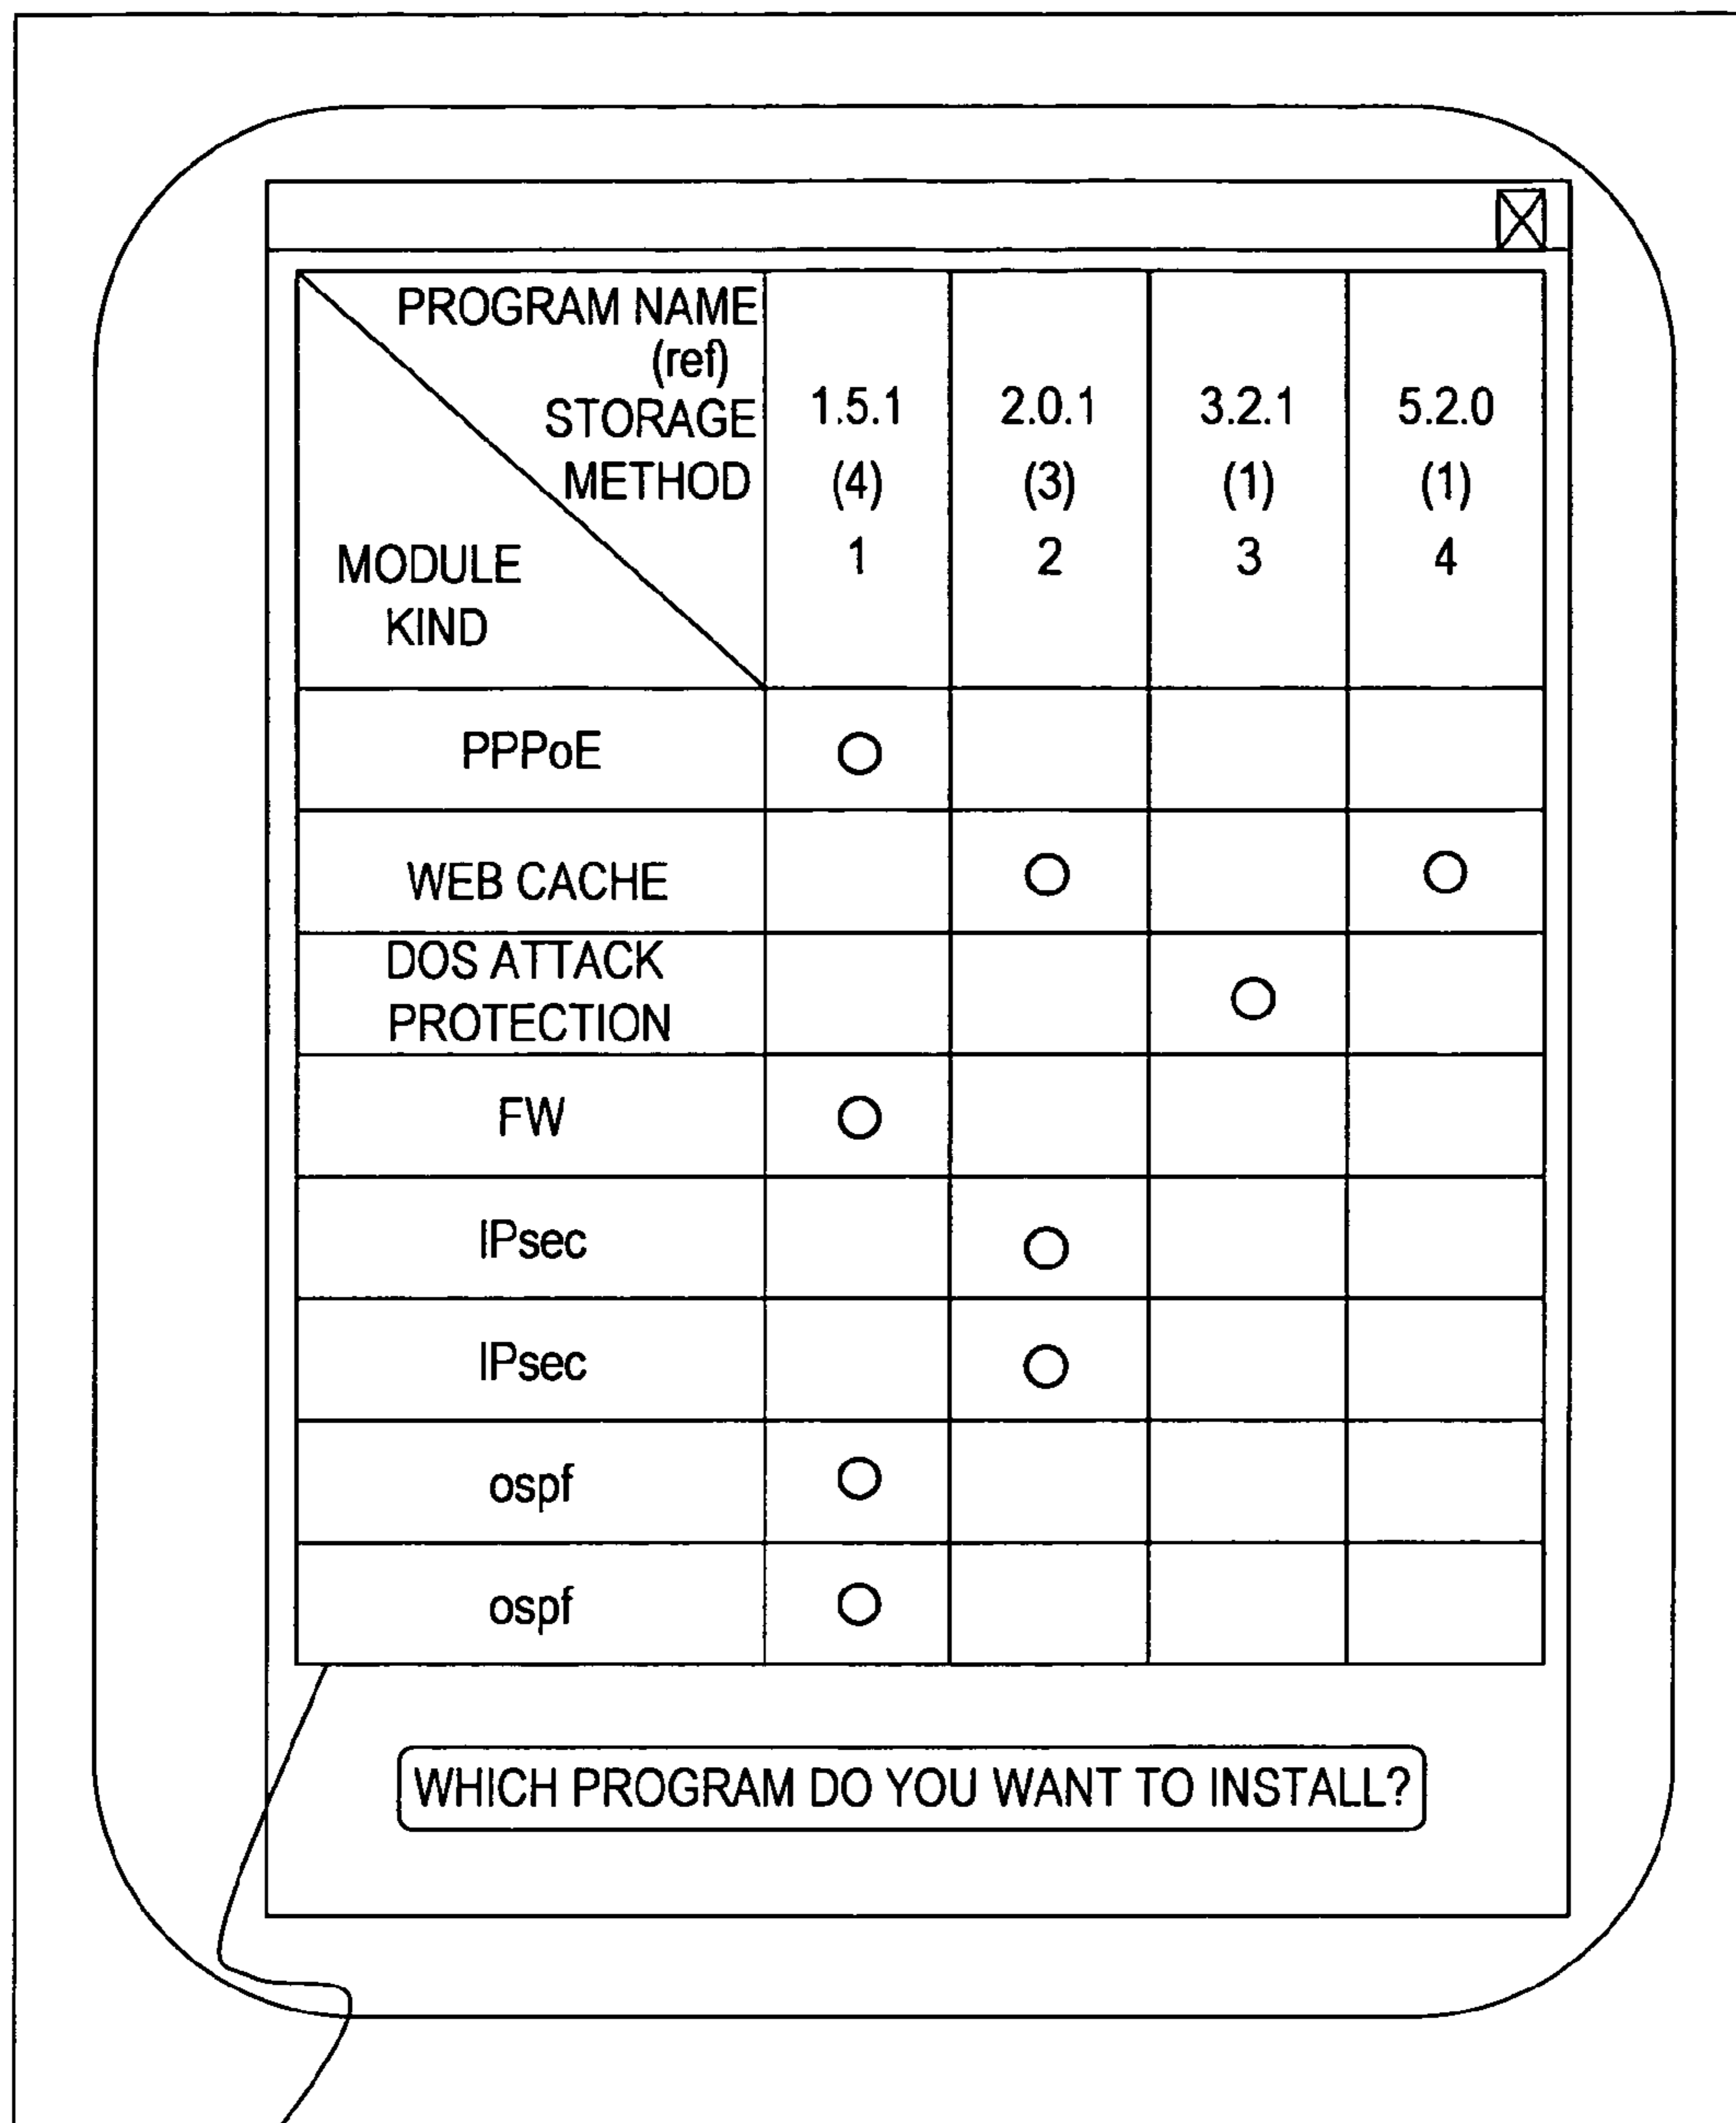 PROGRAM NAME
(ref)
STORAGE
METHOD
MODULE
KIND
1.5.1
(4)
1
2.0.1
(3)
2
3.2.1
(1)
3
5.2.0
(1)
4
PPPoE
WEB CACHE
DOS ATTACK
PROTECTION
FW
IPsec
IPsec
ospf
ospf
WHICH PROGRAM DO YOU WANT TO INSTALL?